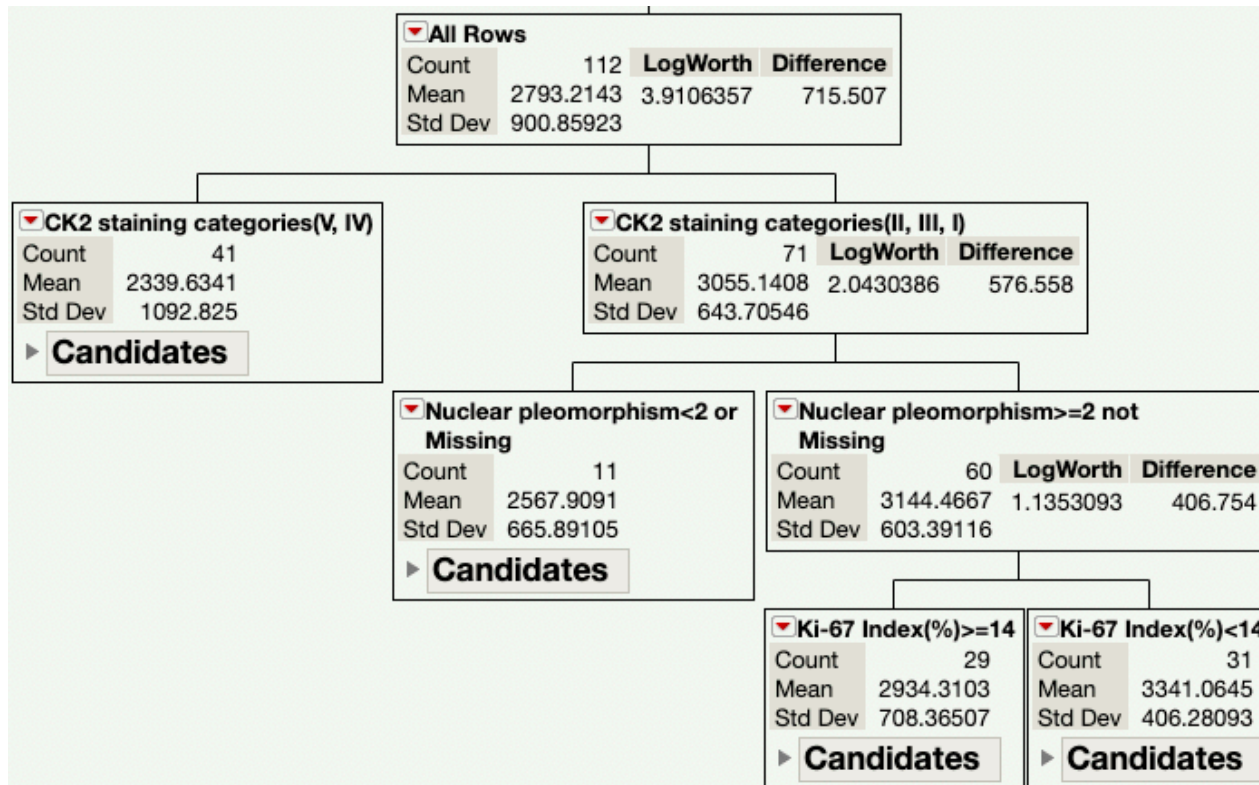 All Rows
Count 112 LogWorth Difference
Mean 2793.2143 3.9106357 715.507
Std Dev 900.85923
CK2 staining categories(V, IV)
Count 41
Mean 2339.6341
Std Dev 1092.825
Candidates
CK2 staining categories(II, III, I)
Count 71 LogWorth Difference
Mean 3055.1408 2.0430386 576.558
Std Dev 643.70546
Nuclear pleomorphism<2 or
Missing
Count 11
Mean 2567.9091
Std Dev 665.89105
Candidates
Nuclear pleomorphism>=2 not
Missing
Count 60 LogWorth Difference
Mean 3144.4667 1.1353093 406.754
Std Dev 603.39116
Ki-67 Index(%)>=14
Count 29
Mean 2934.3103
Std Dev 708.36507
Candidates
Ki-67 Index(%)<14
Count 31
Mean 3341.0645
Std Dev 406.28093
Candidates